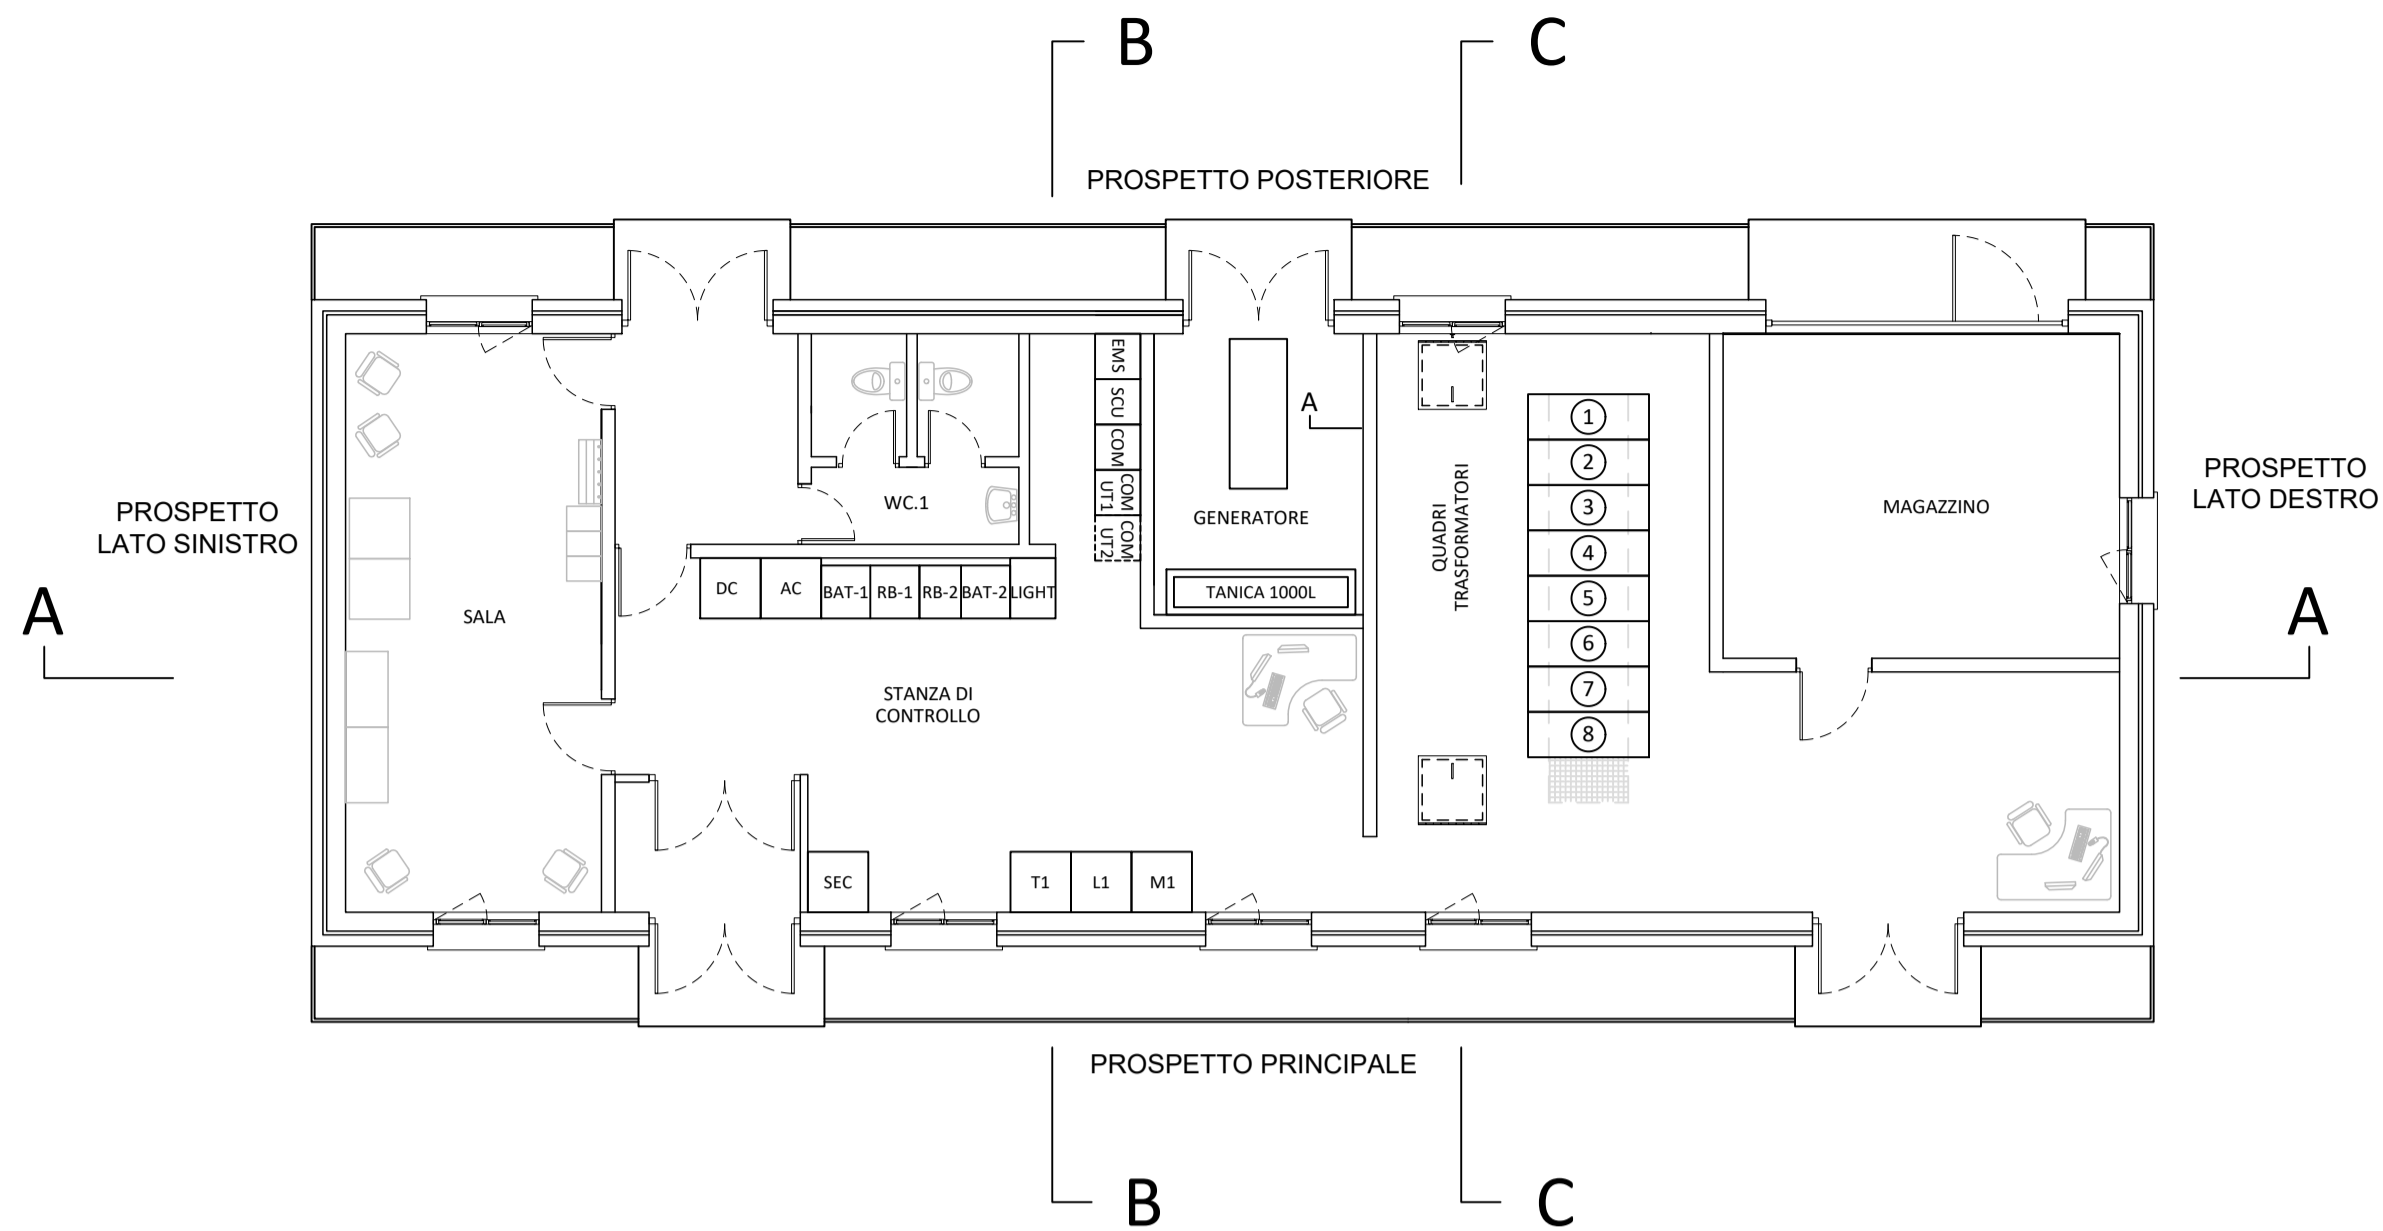 B
C
PROSPETTO POSTERIORE
EMS
SCU
COM
COM
UT1
COM
UT2
A
GENERATORE
TANICA 1000L
WC.1
QUADRI
TRASFORMATORI
1
2
3
4
5
6
7
8
MAGAZZINO
PROSPETTO
LATO SINISTRO
PROSPETTO
LATO DESTRO
A
A
SALA
DC
AC
BAT-1
RB-1
RB-2
BAT-2
LIGHT
STANZA DI
CONTROLLO
SEC
T1
L1
M1
PROSPETTO PRINCIPALE
B
C